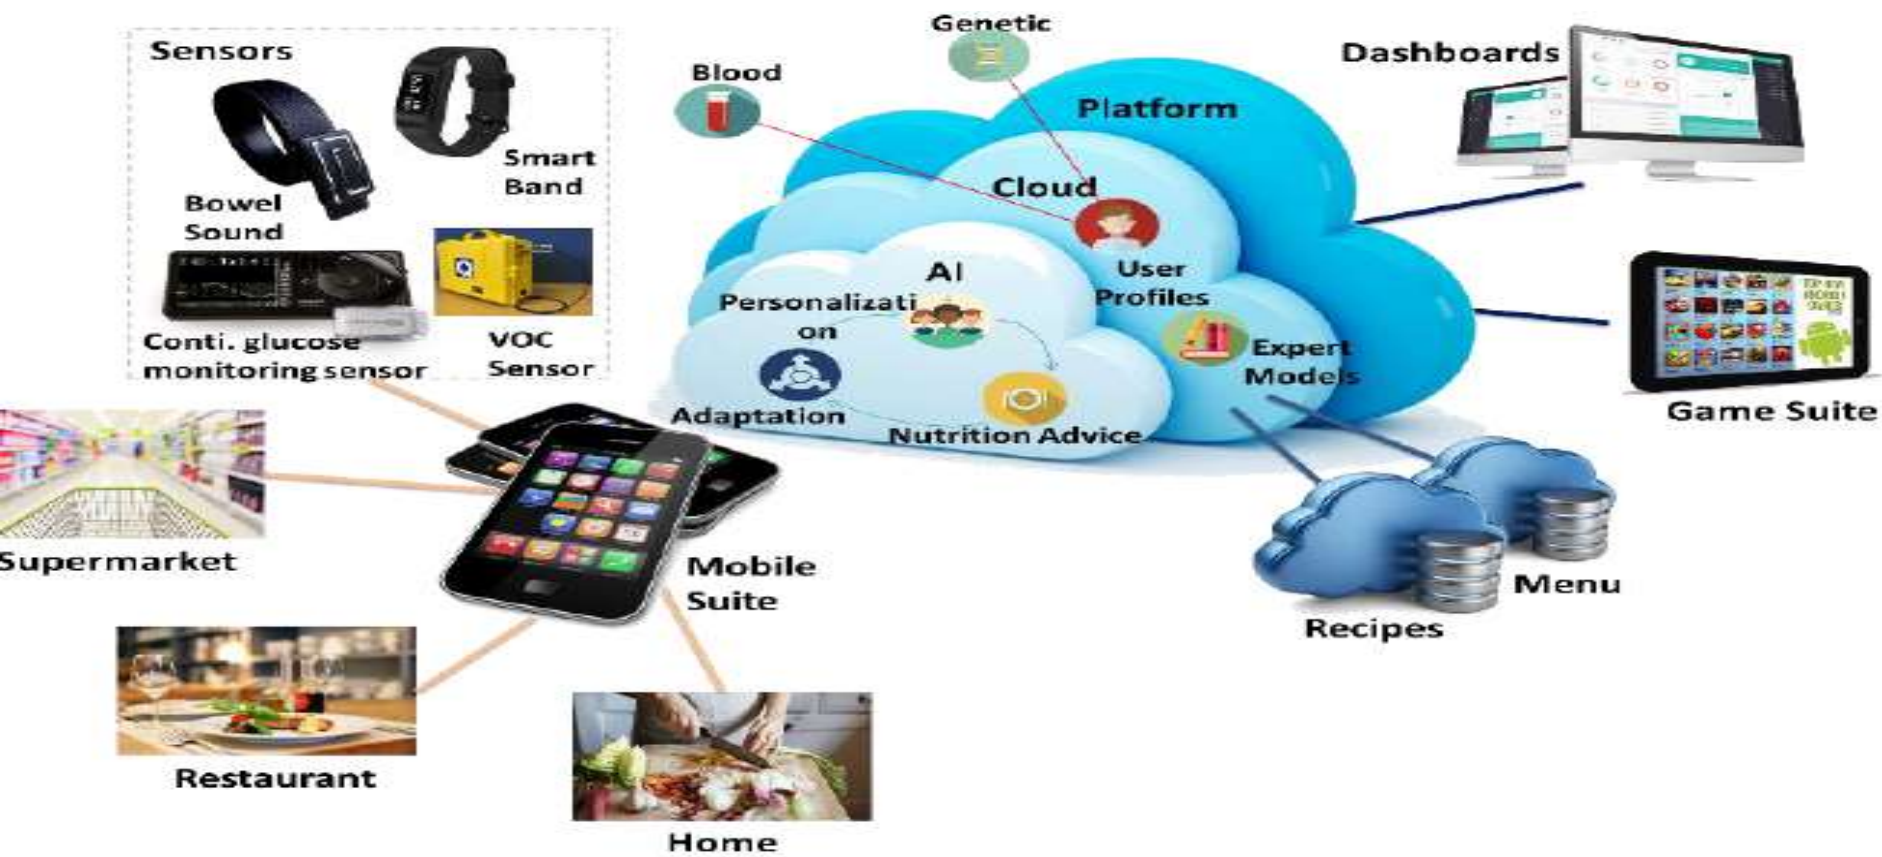 Sensors
Smart
Band
Bowel
Sound
Conti. glucose
monitoring sensor
VOC
Sensor
Supermarket
Restaurant
Home
Mobile
Suite
Blood
Genetic
Platform
Cloud
User
Profiles
AI
Personalizati
on
Adaptation
Nutrition Advice
Expert
Models
Dashboards
Game Suite
Menu
Recipes